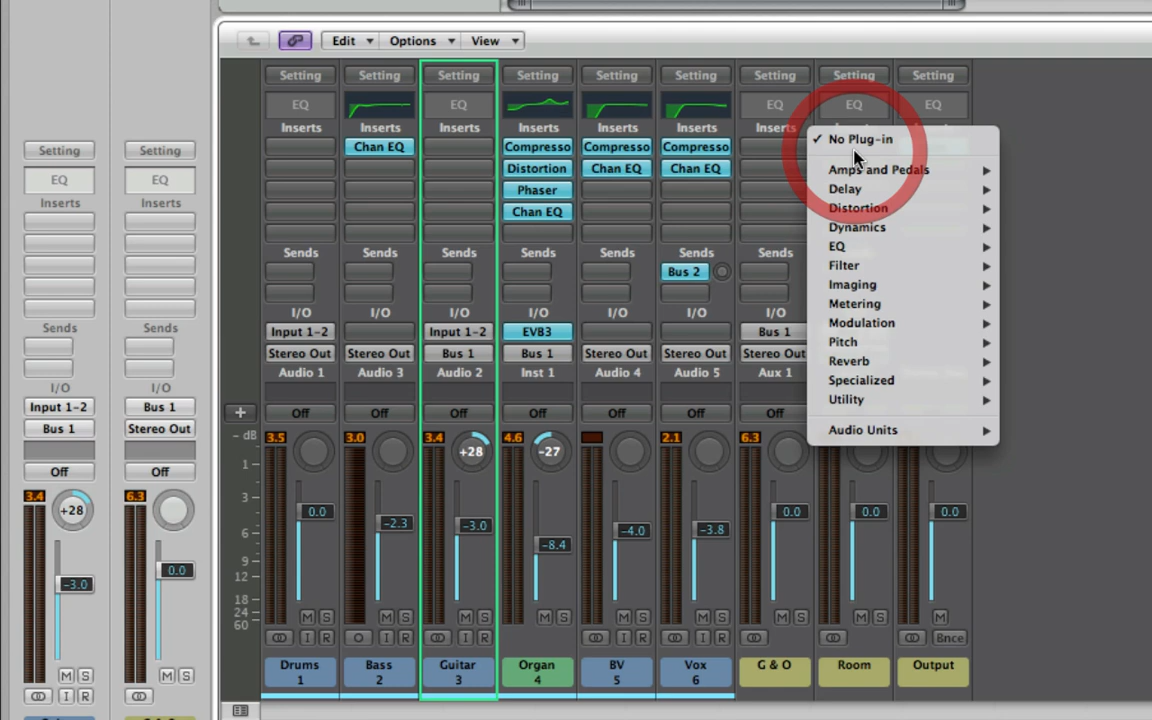 Edit Options View
Setting Setting Setting Setting Setting Setting Setting Setting Setting
EQ EQ EQ EQ EQ
Inserts Inserts Inserts Inserts Inserts Inserts Inserts
Chan EQ Compresso Compresso Compresso
Distortion Chan EQ Chan EQ
Phaser
Chan EQ
Sends Sends Sends Sends Sends Sends Sends
Bus 2
I/O I/O I/O I/O I/O I/O I/O
Input 1-2 Input 1-2 EVB3 Bus 1
Stereo Out Stereo Out Bus 1 Bus 1 Stereo Out Stereo Out Stereo Out
Audio 1 Audio 3 Audio 2 Inst 1 Audio 4 Audio 5 Aux 1
+ Off Off Off Off Off Off Off
✓ No Plug-in
Amps and Pedals
Delay
Distortion
Dynamics
EQ
Filter
Imaging
Metering
Modulation
Pitch
Reverb
Specialized
Utility
Audio Units
- dB 3.5 3.0 3.4 4.6 2.1 6.3
+28 -27
1
3
6
9
12
18
24
60
0.0 -2.3 -3.0 -8.4 -4.0 -3.8 0.0 0.0 0.0
M S M S M S M S M S M S M S M S M
I R I R I R I R I R Bnce
Drums Bass Guitar Organ BV Vox G & O Room Output
1 2 3 4 5 6
Setting Setting
EQ EQ
Inserts Inserts
Sends Sends
I/O I/O
Input 1-2 Bus 1
Bus 1 Stereo Out
Off Off
3.4 +28 6.3
-3.0 0.0
M S M S
I R